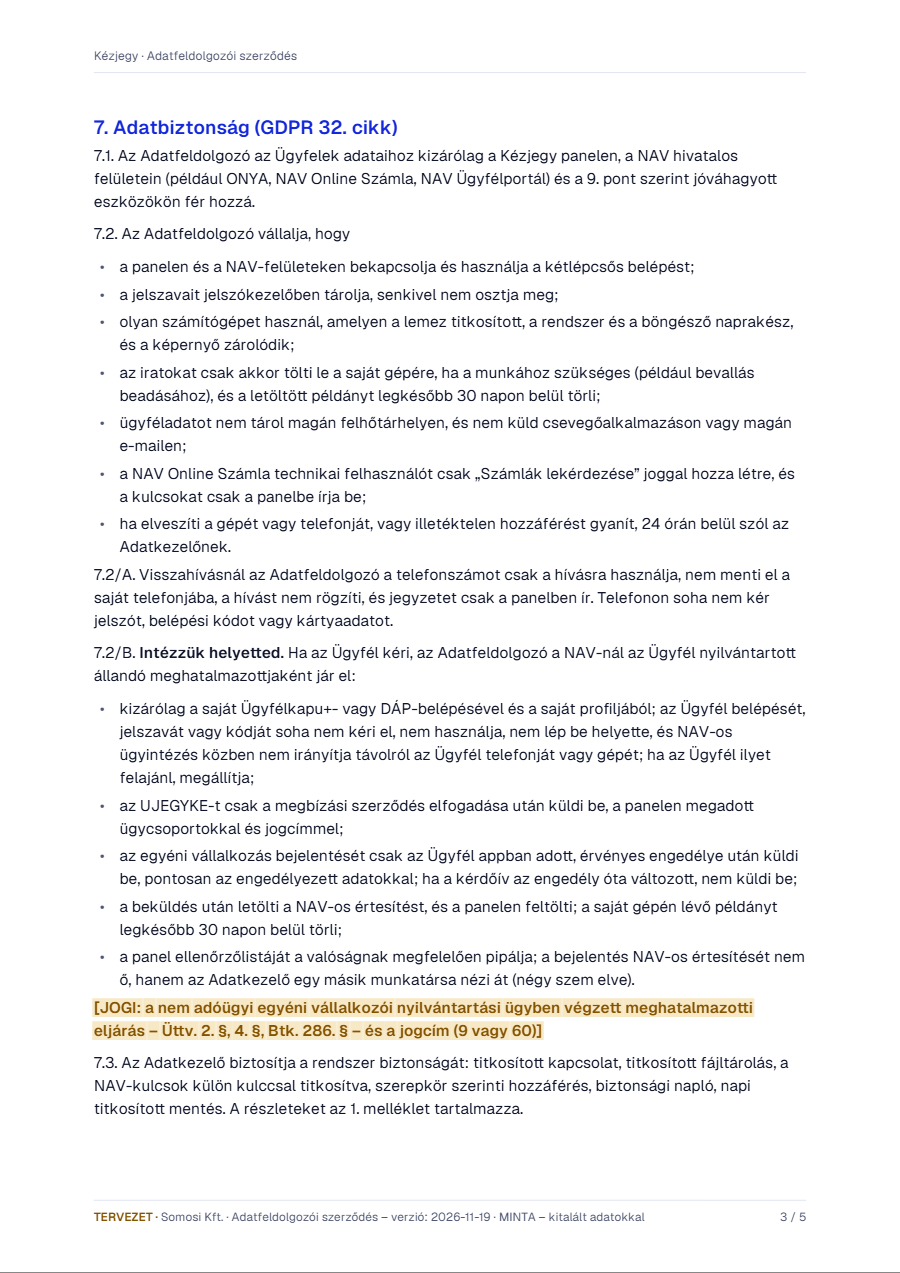 Kézjegy · Adatfeldolgozói szerződés
7. Adatbiztonság (GDPR 32. cikk)
7.1. Az Adatfeldolgozó az Ügyfelek adataihoz kizárólag a Kézjegy panelen, a NAV hivatalos
felületein (például ONYA, NAV Online Számla, NAV Ügyfélportál) és a 9. pont szerint jóváhagyott
eszközökön fér hozzá.
7.2. Az Adatfeldolgozó vállalja, hogy
• a panelen és a NAV-felületeken bekapcsolja és használja a kétlépcsős belépést;
• a jelszavait jelszókezelőben tárolja, senkivel nem osztja meg;
• olyan számítógépet használ, amelyen a lemez titkosított, a rendszer és a böngésző naprakész,
és a képernyő zárolódik;
• az iratokat csak akkor tölti le a saját gépére, ha a munkához szükséges (például bevallás
beadásához), és a letöltött példányt legkésőbb 30 napon belül törli;
• ügyféladatot nem tárol magán felhőtárhelyen, és nem küld csevegőalkalmazáson vagy magán
e-mailen;
• a NAV Online Számla technikai felhasználót csak „Számlák lekérdezése” joggal hozza létre, és
a kulcsokat csak a panelbe írja be;
• ha elveszíti a gépét vagy telefonját, vagy illetéktelen hozzáférést gyanít, 24 órán belül szól az
Adatkezelőnek.
7.2/A. Visszahívásnál az Adatfeldolgozó a telefonszámot csak a hívásra használja, nem menti el a
saját telefonjába, a hívást nem rögzíti, és jegyzetet csak a panelben ír. Telefonon soha nem kér
jelszót, belépési kódot vagy kártyaadatot.
7.2/B. Intézzük helyetted. Ha az Ügyfél kéri, az Adatfeldolgozó a NAV-nál az Ügyfél nyilvántartott
állandó meghatalmazottjaként jár el:
• kizárólag a saját Ügyfélkapu+- vagy DÁP-belépésével és a saját profiljából; az Ügyfél belépését,
jelszavát vagy kódját soha nem kéri el, nem használja, nem lép be helyette, és NAV-os
ügyintézés közben nem irányítja távolról az Ügyfél telefonját vagy gépét; ha az Ügyfél ilyet
felajánl, megállítja;
• az UJEGYKE-t csak a megbízási szerződés elfogadása után küldi be, a panelen megadott
ügycsoportokkal és jogcímmel;
• az egyéni vállalkozás bejelentését csak az Ügyfél appban adott, érvényes engedélye után küldi
be, pontosan az engedélyezett adatokkal; ha a kérdőív az engedély óta változott, nem küldi be;
• a beküldés után letölti a NAV-os értesítést, és a panelen feltölti; a saját gépén lévő példányt
legkésőbb 30 napon belül törli;
• a panel ellenőrzőlistáját a valóságnak megfelelően pipálja; a bejelentés NAV-os értesítését nem
ő, hanem az Adatkezelő egy másik munkatársa nézi át (négy szem elve).
[JOGI: a nem adóügyi egyéni vállalkozói nyilvántartási ügyben végzett meghatalmazotti
eljárás – Üttv. 2. §, 4. §, Btk. 286. § – és a jogcím (9 vagy 60)]
7.3. Az Adatkezelő biztosítja a rendszer biztonságát: titkosított kapcsolat, titkosított fájltárolás, a
NAV-kulcsok külön kulccsal titkosítva, szerepkör szerinti hozzáférés, biztonsági napló, napi
titkosított mentés. A részleteket az 1. melléklet tartalmazza.
TERVEZET · Somosi Kft. · Adatfeldolgozói szerződés – verzió: 2026-11-19 · MINTA – kitalált adatokkal 3 / 5